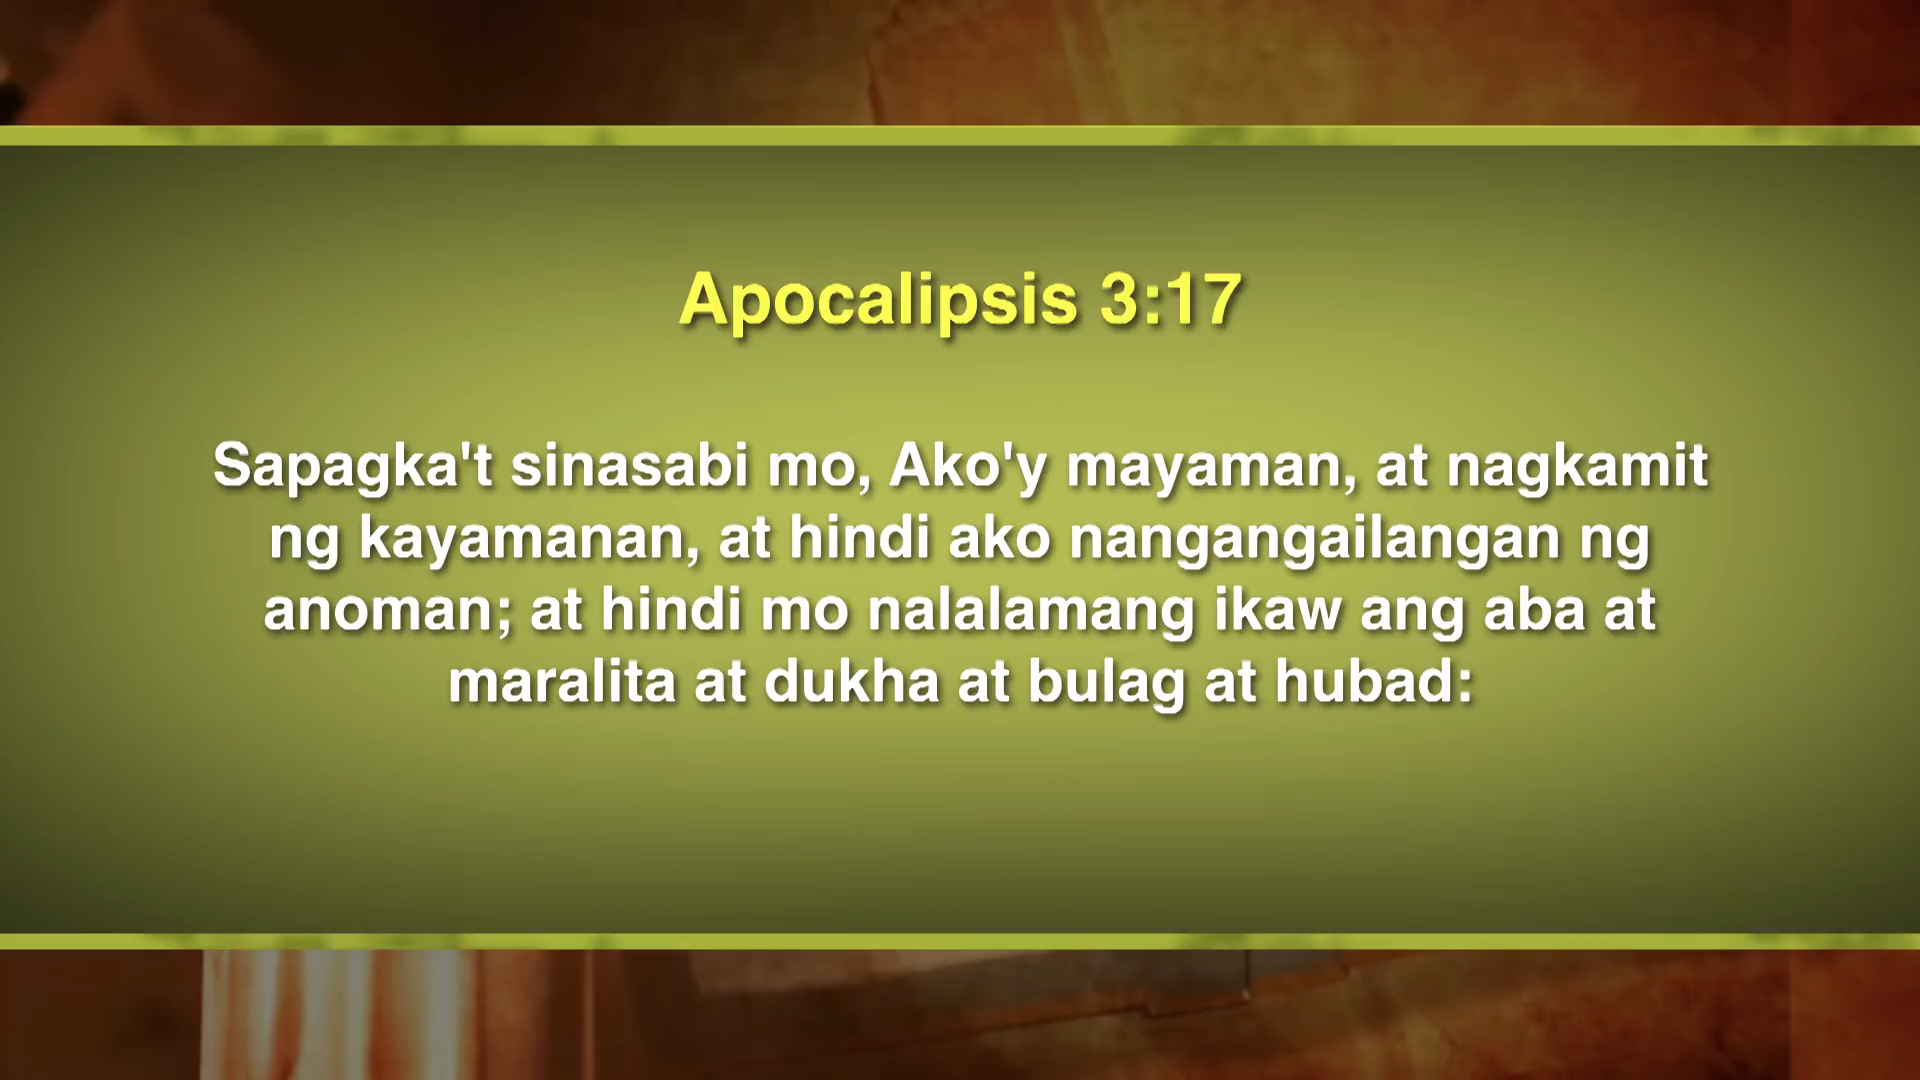 Apocalipsis 3:17
Sapagka't sinasabi mo, Ako'y mayaman, at nagkamit
ng kayamanan, at hindi ako nangangailangan ng
anoman; at hindi mo nalalamang ikaw ang aba at
maralita at dukha at bulag at hubad: